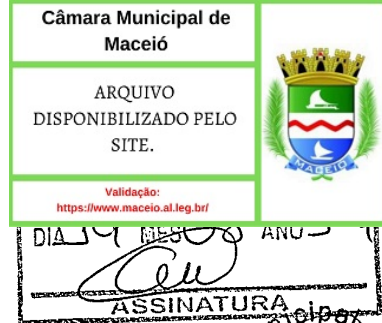 Câmara Municipal de
Maceió
ARQUIVO
DISPONIBILIZADO PELO
SITE.
Validação:
https://www.maceio.al.leg.br/
MACEIÓ
DIA MES ANO
ASSINATURA